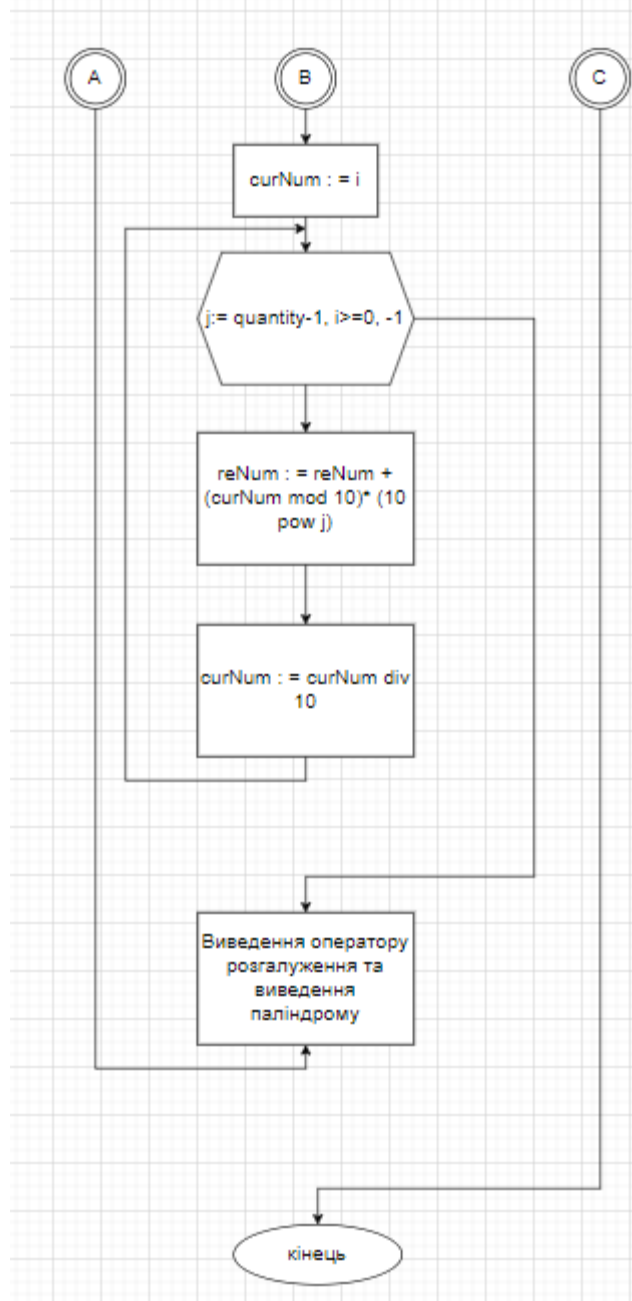 A
B
C
curNum : = i
j:= quantity-1, i>=0, -1
reNum : = reNum +
(curNum mod 10)* (10
pow j)
curNum : = curNum div
10
Виведення оператору
розгалуження та
виведення
паліндрому
кінець